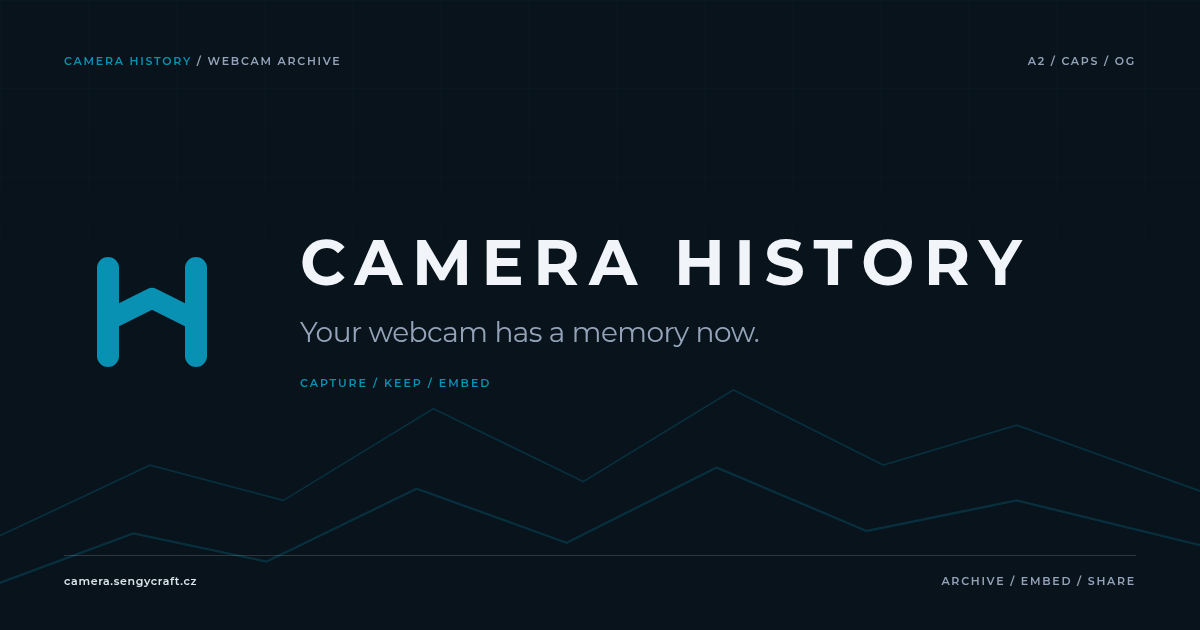 CAMERA HISTORY / WEBCAM ARCHIVE
A2 / CAPS / OG
CAMERA HISTORY
Your webcam has a memory now.
CAPTURE / KEEP / EMBED
camera.sengycraft.cz
ARCHIVE / EMBED / SHARE